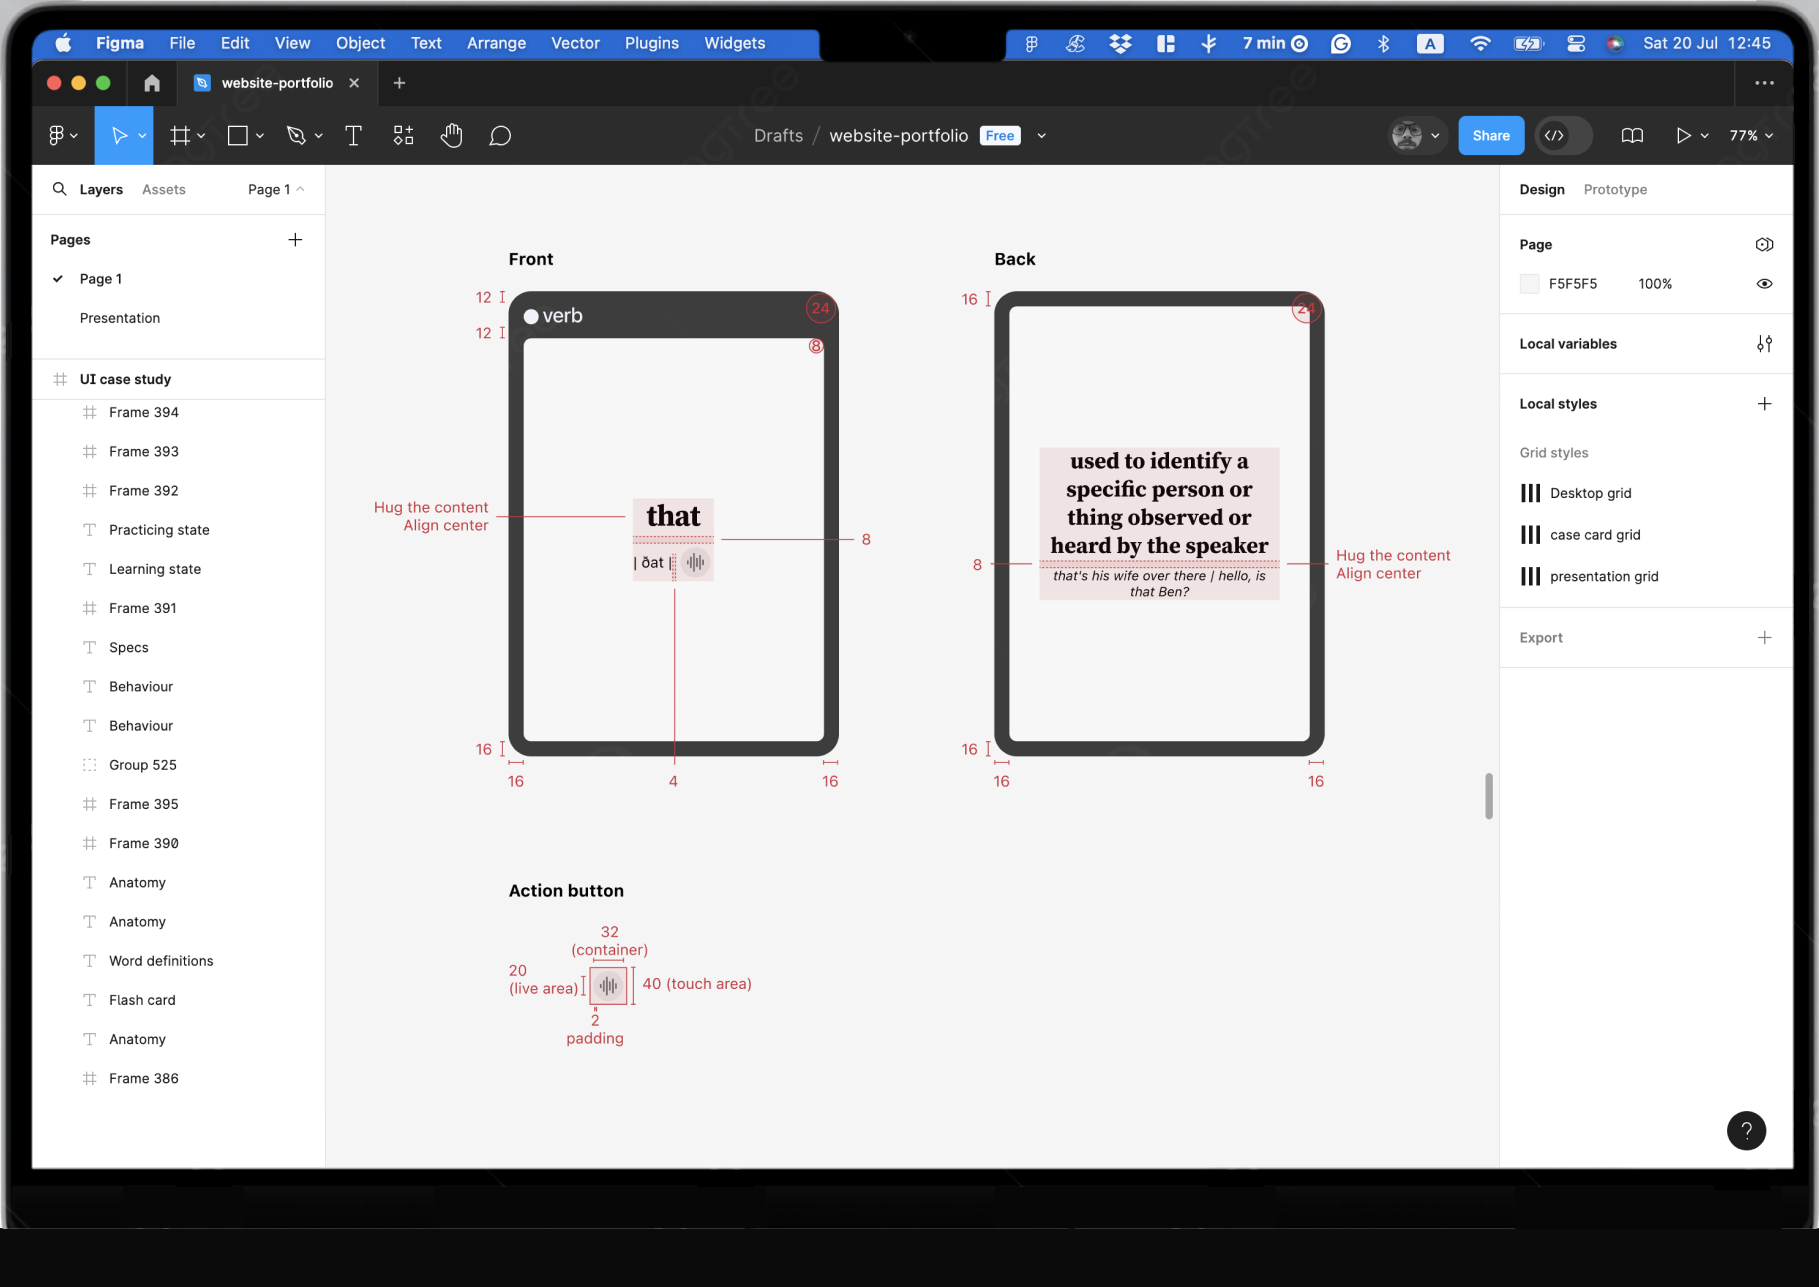 Figma File Edit View Object Text Arrange Vector Plugins Widgets
7 min A Sat 20 Jul 12:45
website-portfolio
Drafts / website-portfolio Free
Share
77%
Layers Assets Page 1
Pages
Page 1
Presentation
UI case study
Frame 394
Frame 393
Frame 392
Practicing state
Learning state
Frame 391
Specs
Behaviour
Behaviour
Group 525
Frame 395
Frame 390
Anatomy
Anatomy
Word definitions
Flash card
Anatomy
Frame 386
Front
12
verb
24
12
8
Hug the content
Align center
that
8
| ðat |
16
16
4
16
Back
16
24
used to identify a
specific person or
thing observed or
heard by the speaker
8
that's his wife over there | hello, is
that Ben?
Hug the content
Align center
16
16
16
Action button
32
(container)
20
(live area)
40 (touch area)
2
padding
Design Prototype
Page
F5F5F5 100%
Local variables
Local styles
Grid styles
Desktop grid
case card grid
presentation grid
Export
?